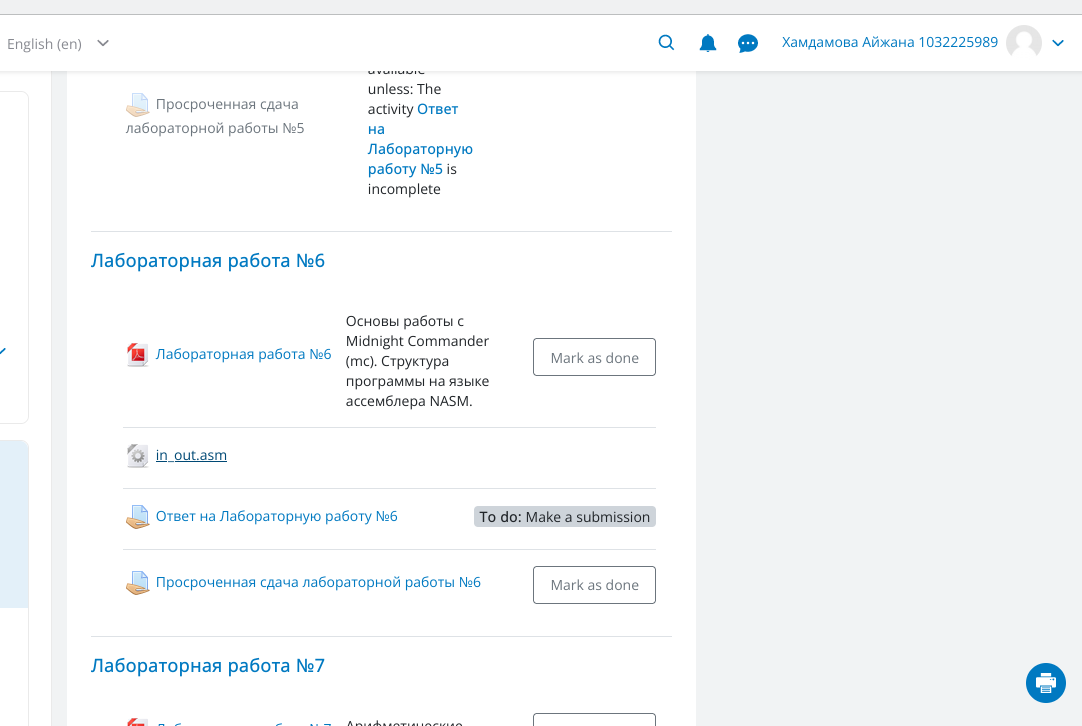 English (en)
Хамдамова Айжана 1032225989
available
unless: The
activity Ответ
на
Лабораторную
работу №5 is
incomplete
Просроченная сдача
лабораторной работы №5
Лабораторная работа №6
Лабораторная работа №6
Основы работы с
Midnight Commander
(mc). Структура
программы на языке
ассемблера NASM.
Mark as done
in_out.asm
Ответ на Лабораторную работу №6
To do: Make a submission
Просроченная сдача лабораторной работы №6
Mark as done
Лабораторная работа №7
Лабораторная работа №7
Арифметические